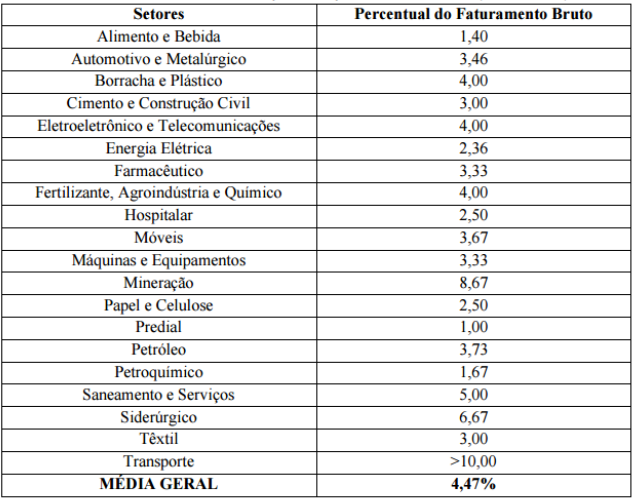 Setores Percentual do Faturamento Bruto
Alimento e Bebida 1,40
Automotivo e Metalúrgico 3,46
Borracha e Plástico 4,00
Cimento e Construção Civil 3,00
Eletroeletrônico e Telecomunicações 4,00
Energia Elétrica 2,36
Farmacêutico 3,33
Fertilizante, Agroindústria e Químico 4,00
Hospitalar 2,50
Móveis 3,67
Máquinas e Equipamentos 3,33
Mineração 8,67
Papel e Celulose 2,50
Predial 1,00
Petróleo 3,73
Petroquímico 1,67
Saneamento e Serviços 5,00
Siderúrgico 6,67
Têxtil 3,00
Transporte >10,00
MÉDIA GERAL 4,47%